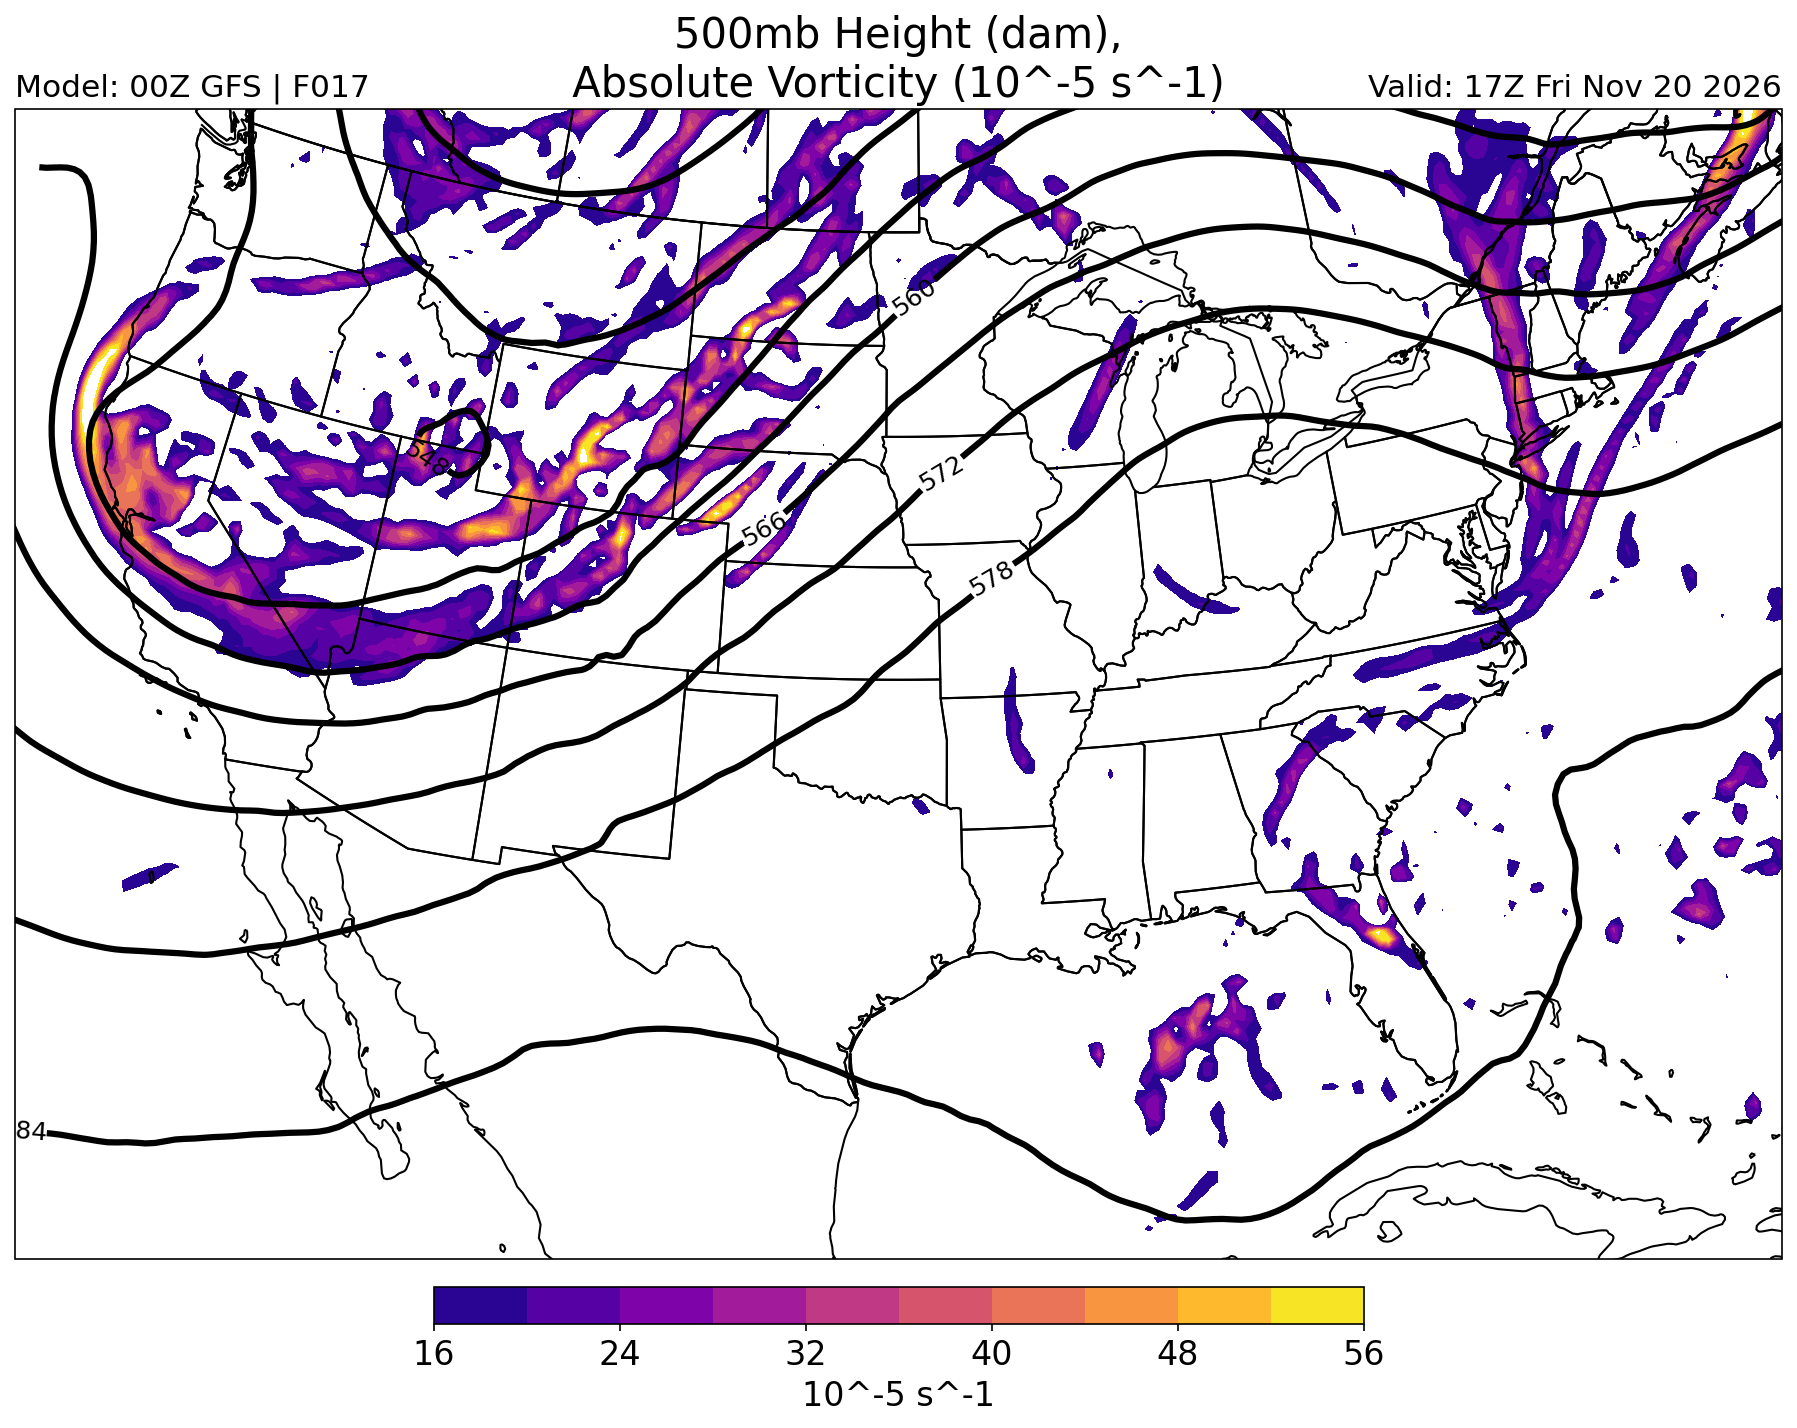 500mb Height (dam),
Model: 00Z GFS | F017
Absolute Vorticity (10^-5 s^-1)
Valid: 17Z Fri Nov 20 2026
560
548
572
566
578
84
16 24 32 40 48 56
10^-5 s^-1